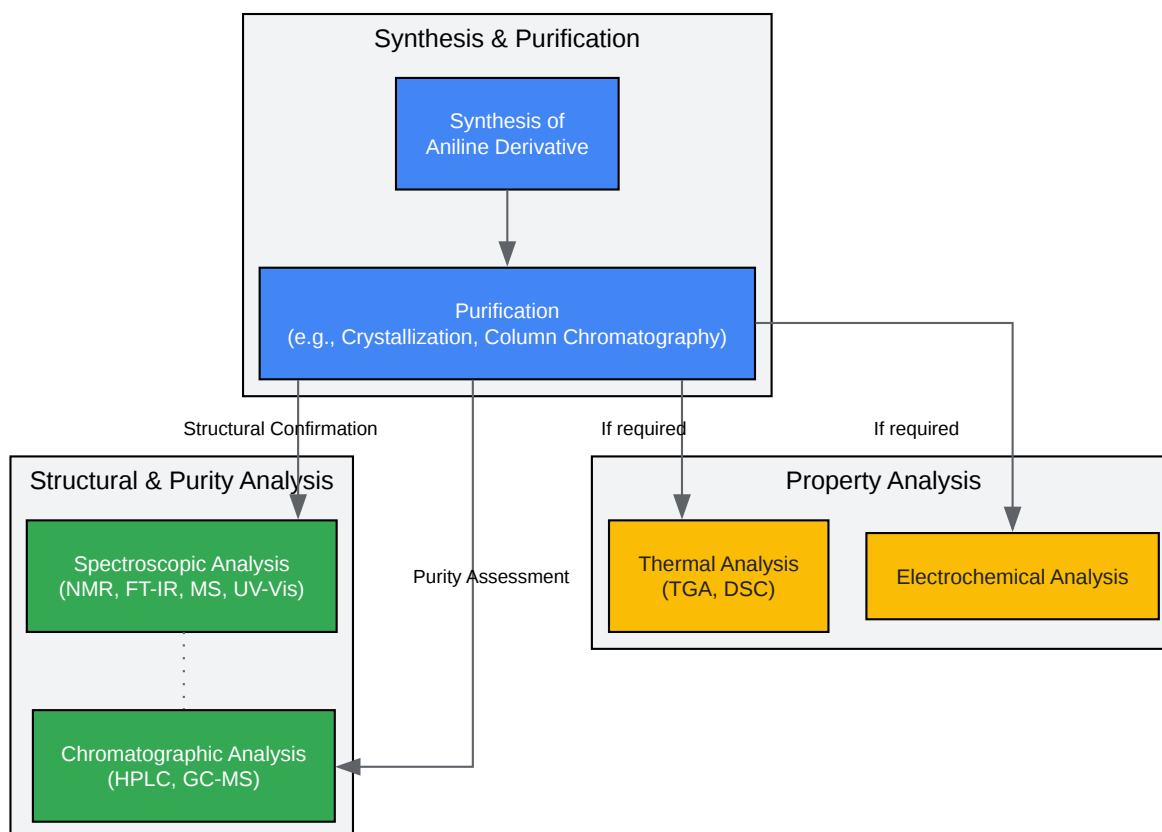 Synthesis & Purification
Synthesis of
Aniline Derivative
Purification
(e.g., Crystallization, Column Chromatography)
Structural Confirmation
If required
If required
Structural & Purity Analysis
Property Analysis
Spectroscopic Analysis
(NMR, FT-IR, MS, UV-Vis)
Purity Assessment
Thermal Analysis
(TGA, DSC)
Electrochemical Analysis
Chromatographic Analysis
(HPLC, GC-MS)